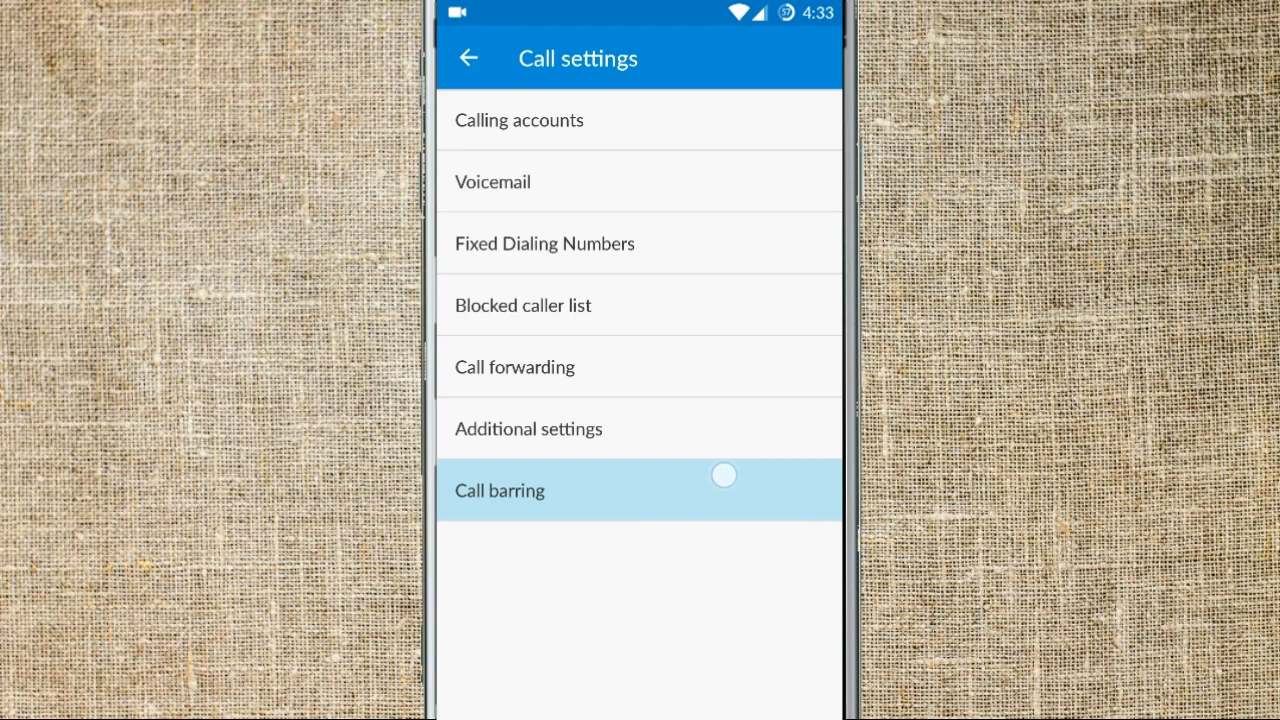 57 4:33
Call settings
Calling accounts
Voicemail
Fixed Dialing Numbers
Blocked caller list
Call forwarding
Additional settings
Call barring